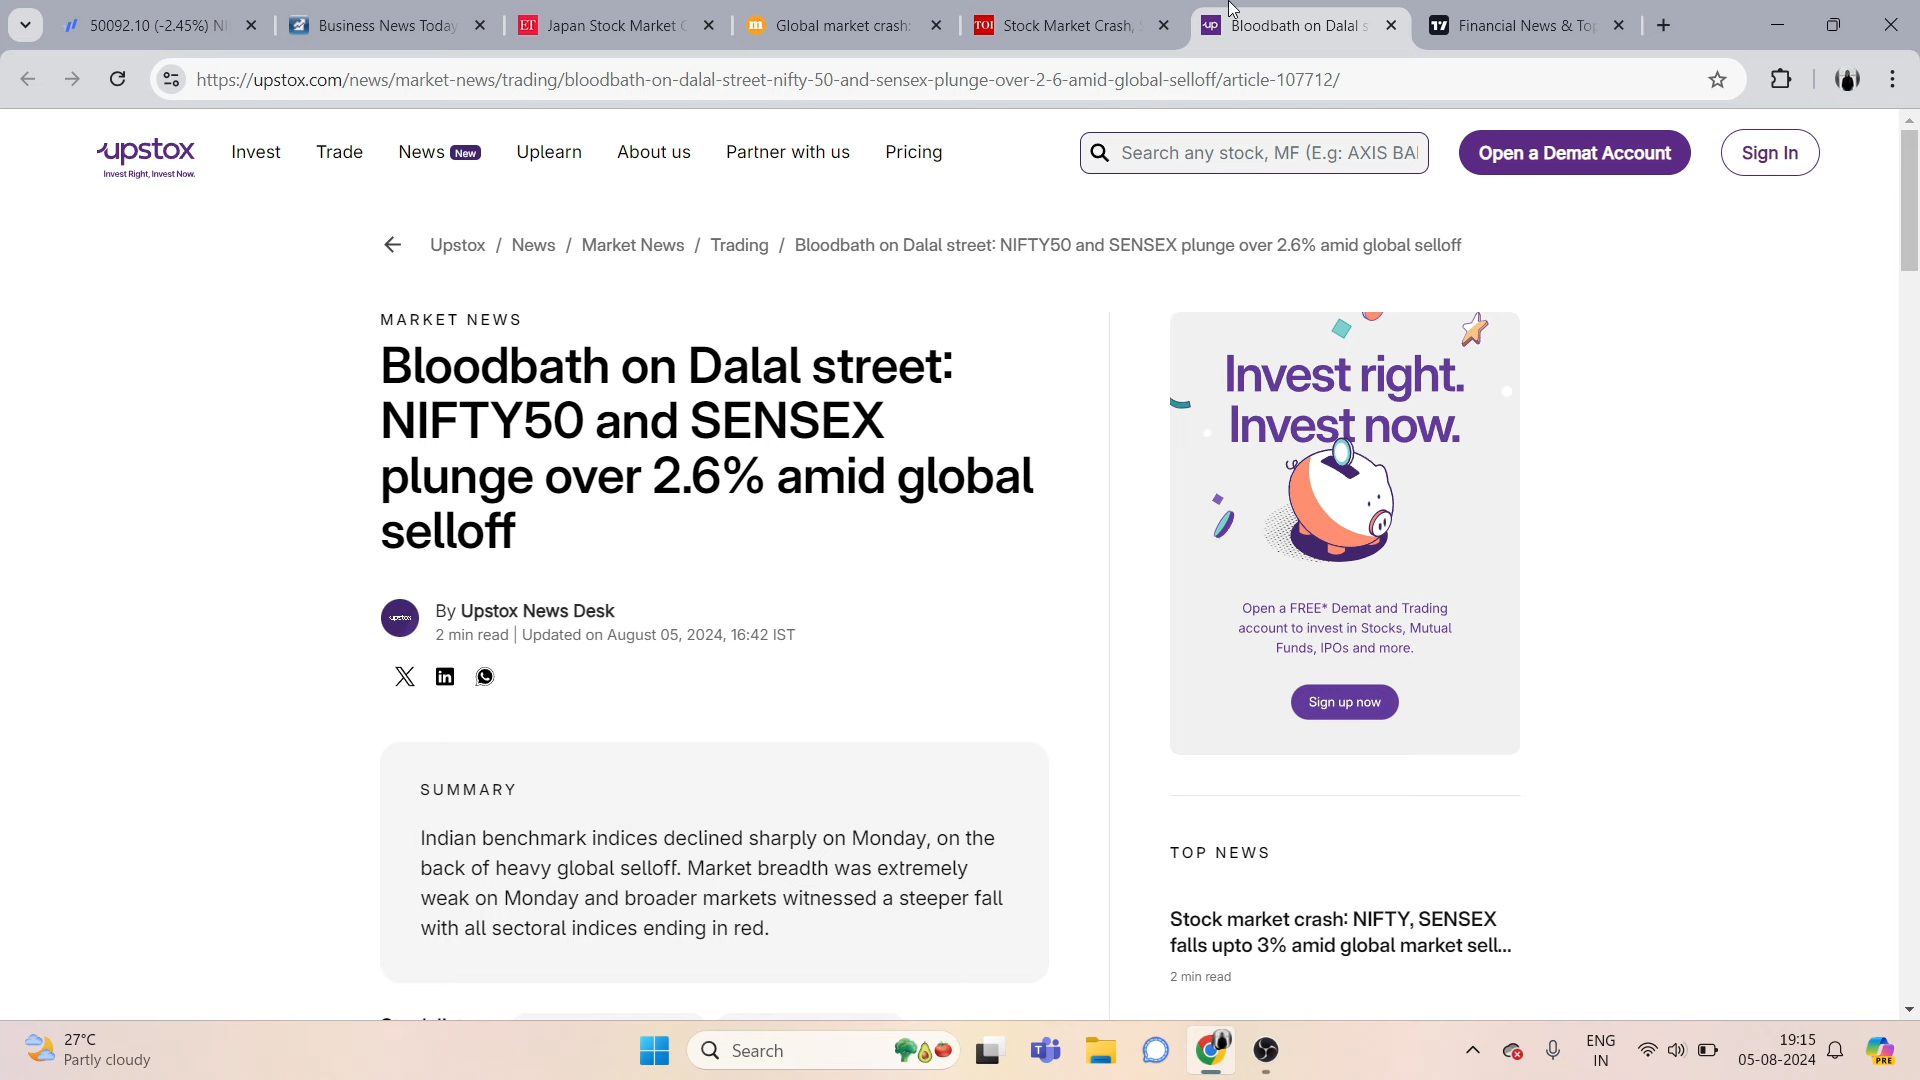 50092.10 (-2.45%) NI
Business News Today
ET Japan Stock Market C
m Global market crash:
TOI Stock Market Crash,
up Bloodbath on Dalal s
Financial News & Top
https://upstox.com/news/market-news/trading/bloodbath-on-dalal-street-nifty-50-and-sensex-plunge-over-2-6-amid-global-selloff/article-107712/
upstox
Invest Right, Invest Now.
Invest
Trade
News New
Uplearn
About us
Partner with us
Pricing
Search any stock, MF (E.g: AXIS BAI
Open a Demat Account
Sign In
Upstox / News / Market News / Trading / Bloodbath on Dalal street: NIFTY50 and SENSEX plunge over 2.6% amid global selloff
MARKET NEWS
Bloodbath on Dalal street:
NIFTY50 and SENSEX
plunge over 2.6% amid global
selloff
upstox
By Upstox News Desk
2 min read | Updated on August 05, 2024, 16:42 IST
SUMMARY
Indian benchmark indices declined sharply on Monday, on the
back of heavy global selloff. Market breadth was extremely
weak on Monday and broader markets witnessed a steeper fall
with all sectoral indices ending in red.
Invest right.
Invest now.
Open a FREE* Demat and Trading
account to invest in Stocks, Mutual
Funds, IPOs and more.
Sign up now
TOP NEWS
Stock market crash: NIFTY, SENSEX
falls upto 3% amid global market sell...
2 min read
27°C
Partly cloudy
Search
ENG
IN
19:15
05-08-2024
PRE